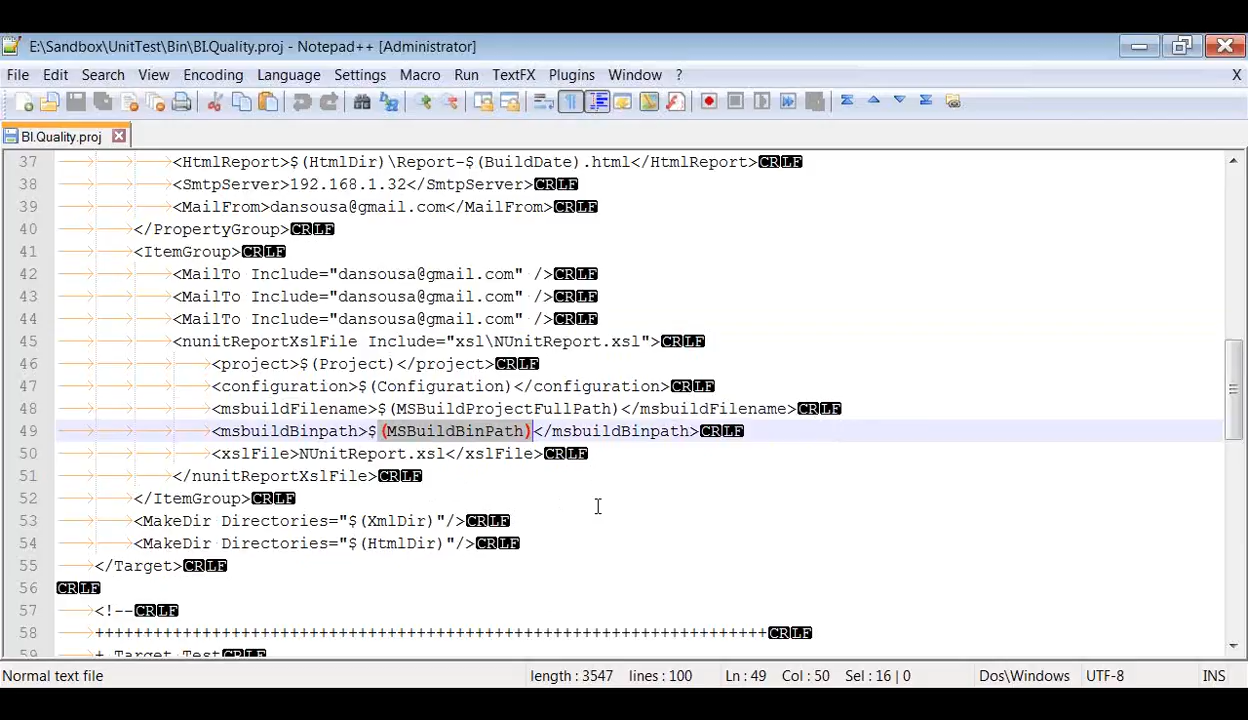 E:\Sandbox\UnitTest\Bin\BI.Quality.proj - Notepad++ [Administrator]
File Edit Search View Encoding Language Settings Macro Run TextFX Plugins Window ? X
BI.Quality.proj
37 <HtmlReport>$(HtmlDir)\Report-$(BuildDate).html</HtmlReport>CRLF
38 <SmtpServer>192.168.1.32</SmtpServer>CRLF
39 <MailFrom>dansousa@gmail.com</MailFrom>CRLF
40 </PropertyGroup>CRLF
41 <ItemGroup>CRLF
42 <MailTo Include="dansousa@gmail.com" />CRLF
43 <MailTo Include="dansousa@gmail.com" />CRLF
44 <MailTo Include="dansousa@gmail.com" />CRLF
45 <nunitReportXslFile Include="xsl\NUnitReport.xsl">CRLF
46 <project>$(Project)</project>CRLF
47 <configuration>$(Configuration)</configuration>CRLF
48 <msbuildFilename>$(MSBuildProjectFullPath)</msbuildFilename>CRLF
49 <msbuildBinpath>$(MSBuildBinPath)</msbuildBinpath>CRLF
50 <xslFile>NUnitReport.xsl</xslFile>CRLF
51 </nunitReportXslFile>CRLF
52 </ItemGroup>CRLF
53 <MakeDir Directories="$(XmlDir)"/>CRLF
54 <MakeDir Directories="$(HtmlDir)"/>CRLF
55 </Target>CRLF
56 CRLF
57 <!--CRLF
58 +++++++++++++++++++++++++++++++++++++++++++++++++++++++++++++++++++++CRLF
59 + Target TestCRLF
Normal text file length : 3547 lines : 100 Ln : 49 Col : 50 Sel : 16 | 0 Dos\Windows UTF-8 INS